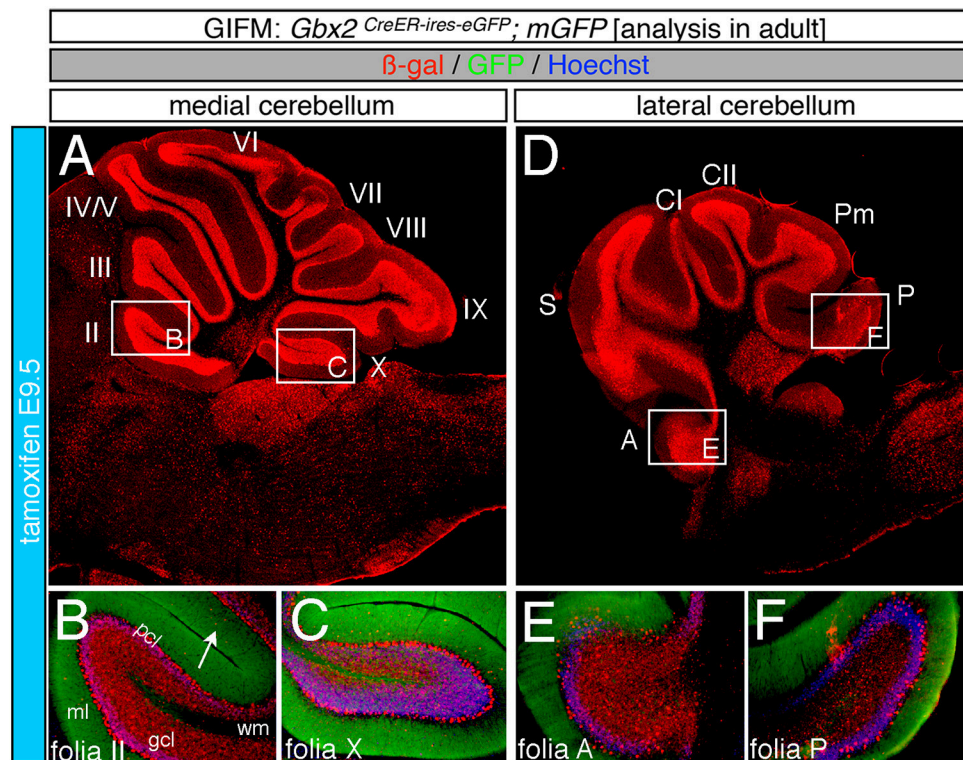 GIFM: Gbx2 CreER-ires-eGFP; mGFP [analysis in adult]
ß-gal / GFP / Hoechst
medial cerebellum
lateral cerebellum
tamoxifen E9.5
A
VI
IV/V
VII
VIII
III
II
B
C
X
IX
D
CII
CI
Pm
S
P
F
A
E
B
pcl
ml
gcl
wm
folia II
C
folia X
E
folia A
F
folia P